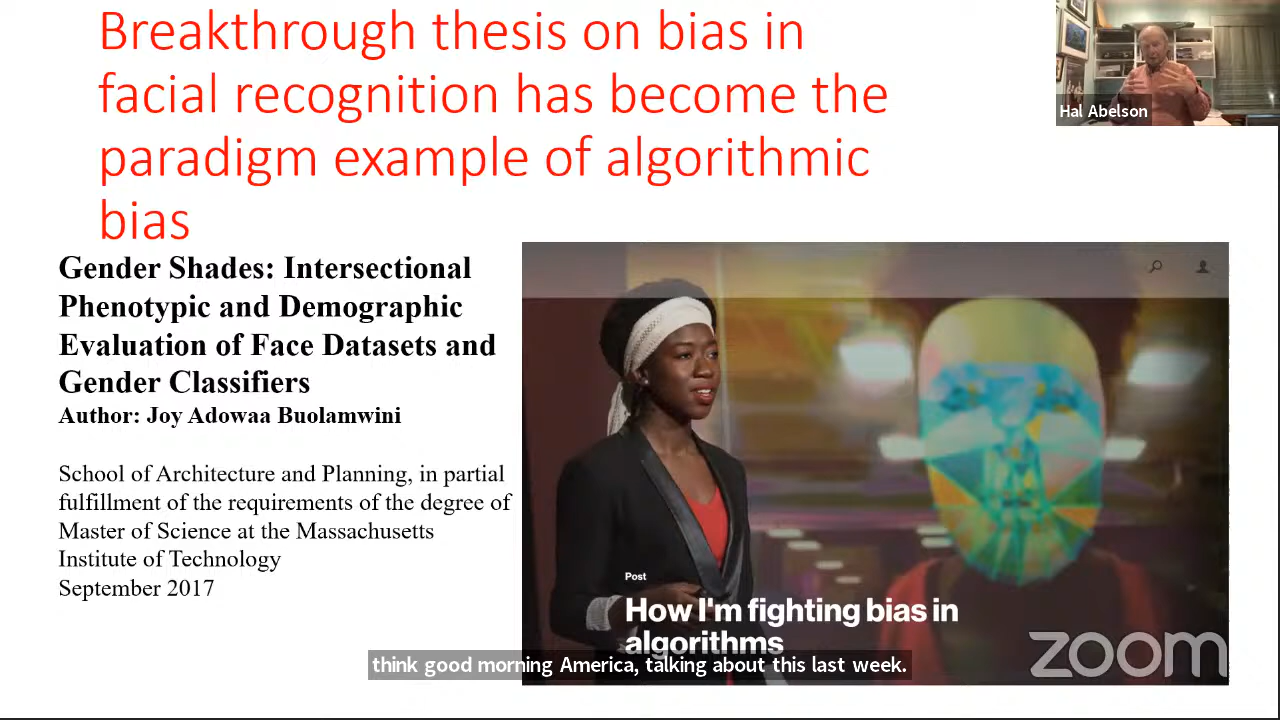 Breakthrough thesis on bias in
facial recognition has become the
paradigm example of algorithmic
bias
Hal Abelson
Gender Shades: Intersectional
Phenotypic and Demographic
Evaluation of Face Datasets and
Gender Classifiers
Author: Joy Adowaa Buolamwini
School of Architecture and Planning, in partial
fulfillment of the requirements of the degree of
Master of Science at the Massachusetts
Institute of Technology
September 2017
Post
How I'm fighting bias in
algorithms
zoom
think good morning America, talking about this last week.